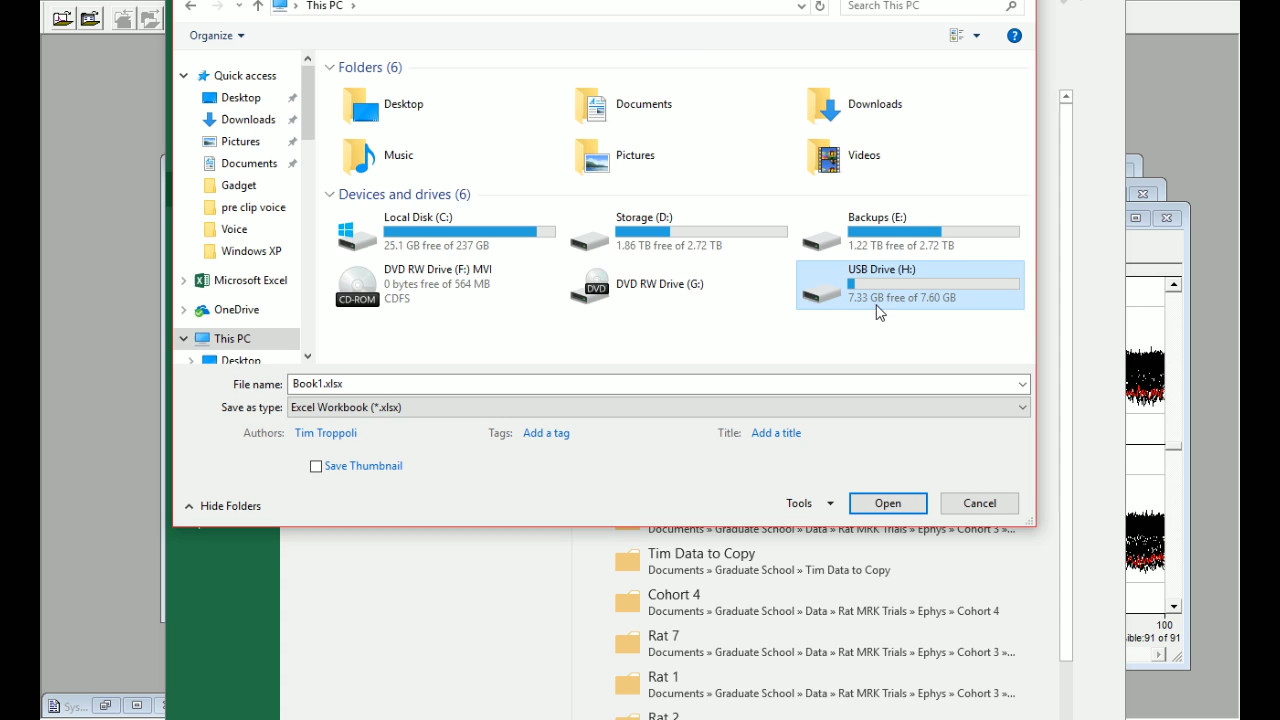 This PC
Search This PC
Organize
Quick access
Desktop
Downloads
Pictures
Documents
Gadget
pre clip voice
Voice
Windows XP
Microsoft Excel
OneDrive
This PC
Desktop
Folders (6)
Desktop
Documents
Downloads
Music
Pictures
Videos
Devices and drives (6)
Local Disk (C:)
25.1 GB free of 237 GB
Storage (D:)
1.86 TB free of 2.72 TB
Backups (E:)
1.22 TB free of 2.72 TB
DVD RW Drive (F:) MVI
0 bytes free of 564 MB
CDFS
CD-ROM
DVD
DVD RW Drive (G:)
USB Drive (H:)
7.33 GB free of 7.60 GB
File name: Book1.xlsx
Save as type: Excel Workbook (*.xlsx)
Authors: Tim Troppoli
Tags: Add a tag
Title: Add a title
Save Thumbnail
Hide Folders
Tools
Open
Cancel
Documents » Graduate School » Data » Rat MRK Trials » Ephys » Cohort 3 »...
Tim Data to Copy
Documents » Graduate School » Tim Data to Copy
Cohort 4
Documents » Graduate School » Data » Rat MRK Trials » Ephys » Cohort 4
Rat 7
Documents » Graduate School » Data » Rat MRK Trials » Ephys » Cohort 3 »...
Rat 1
Documents » Graduate School » Data » Rat MRK Trials » Ephys » Cohort 3 »...
Rat 2
100
ible:91 of 91
Sys...